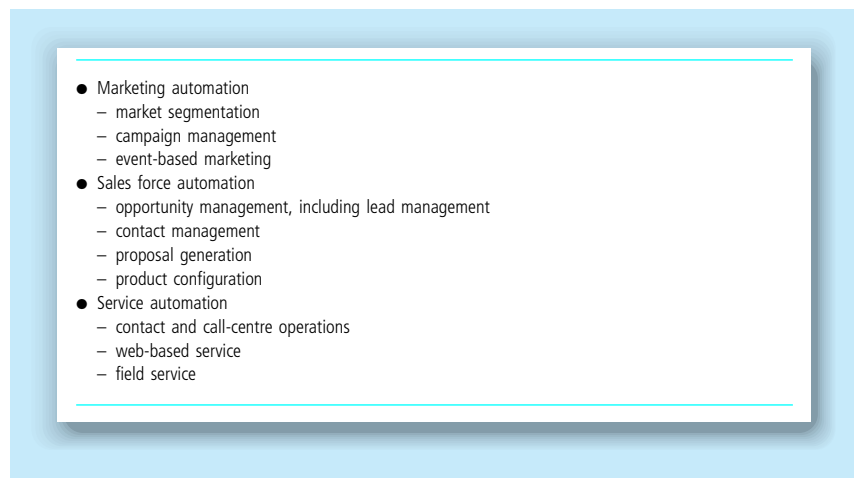 ● Marketing automation
– market segmentation
– campaign management
– event-based marketing
● Sales force automation
– opportunity management, including lead management
– contact management
– proposal generation
– product configuration
● Service automation
– contact and call-centre operations
– web-based service
– field service